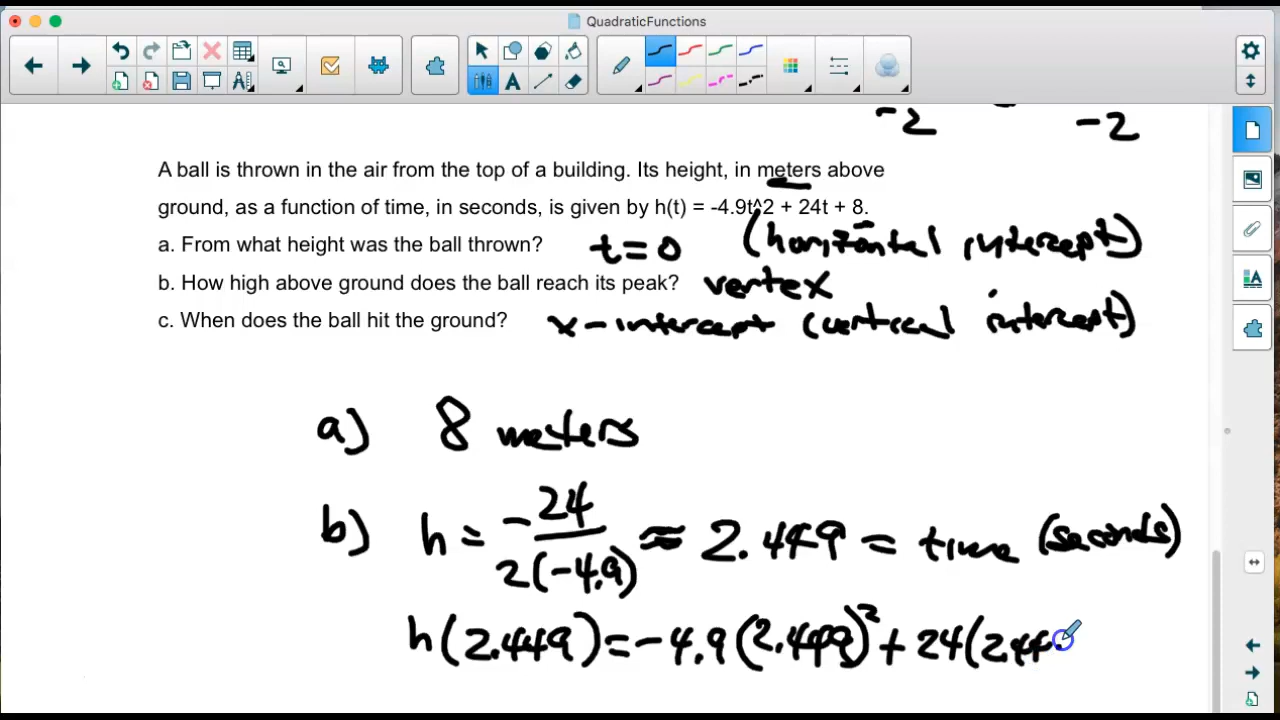 QuadraticFunctions
-2 -2
A ball is thrown in the air from the top of a building. Its height, in meters above
ground, as a function of time, in seconds, is given by h(t) = -4.9t^2 + 24t + 8.
a. From what height was the ball thrown? t=0 (horizontal intercept)
b. How high above ground does the ball reach its peak? vertex
c. When does the ball hit the ground? x-intercept (vertical intercept)
a) 8 meters
b) h = -24/2(-4.9) ≈ 2.449 = time (seconds)
h(2.449) = -4.9(2.449)² + 24(244